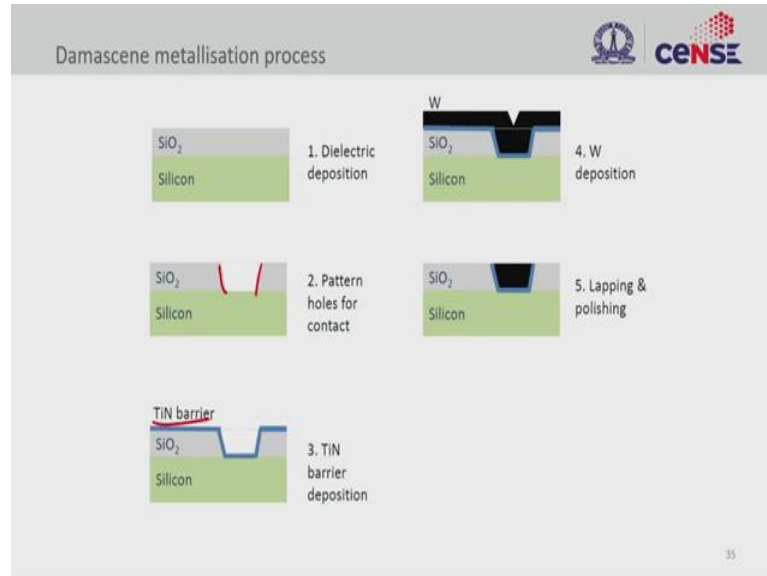 Damascene metallisation process
CeNSE
SiO2
Silicon
1. Dielectric
deposition
SiO2
Silicon
2. Pattern
holes for
contact
TiN barrier
SiO2
Silicon
3. TiN
barrier
deposition
W
SiO2
Silicon
4. W
deposition
SiO2
Silicon
5. Lapping &
polishing
35